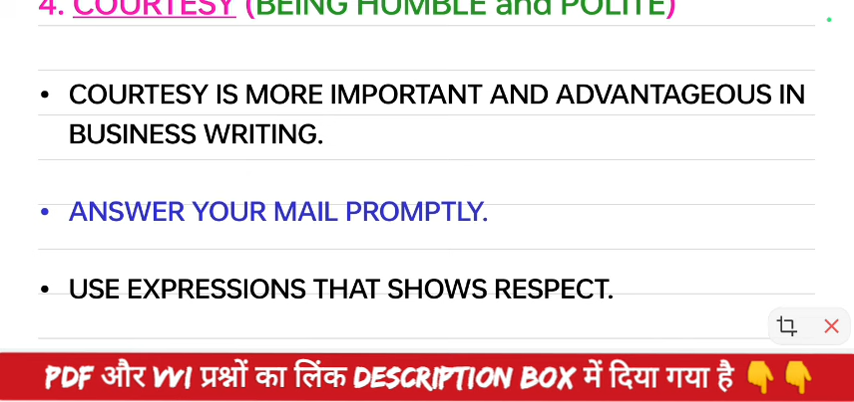 4. COURTESY (BEING HUMBLE and POLITE)
• COURTESY IS MORE IMPORTANT AND ADVANTAGEOUS IN
BUSINESS WRITING.
• ANSWER YOUR MAIL PROMPTLY.
• USE EXPRESSIONS THAT SHOWS RESPECT.
PDF और VVI प्रश्नों का लिंक DESCRIPTION BOX में दिया गया है 👇👇